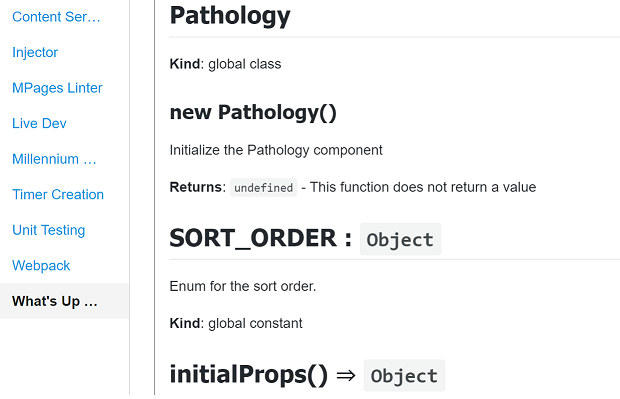 Content Ser...
Injector
MPages Linter
Live Dev
Millennium ...
Timer Creation
Unit Testing
Webpack
What's Up ...
Pathology
Kind: global class
new Pathology()
Initialize the Pathology component
Returns: undefined - This function does not return a value
SORT_ORDER : Object
Enum for the sort order.
Kind: global constant
initialProps() ⇒ Object